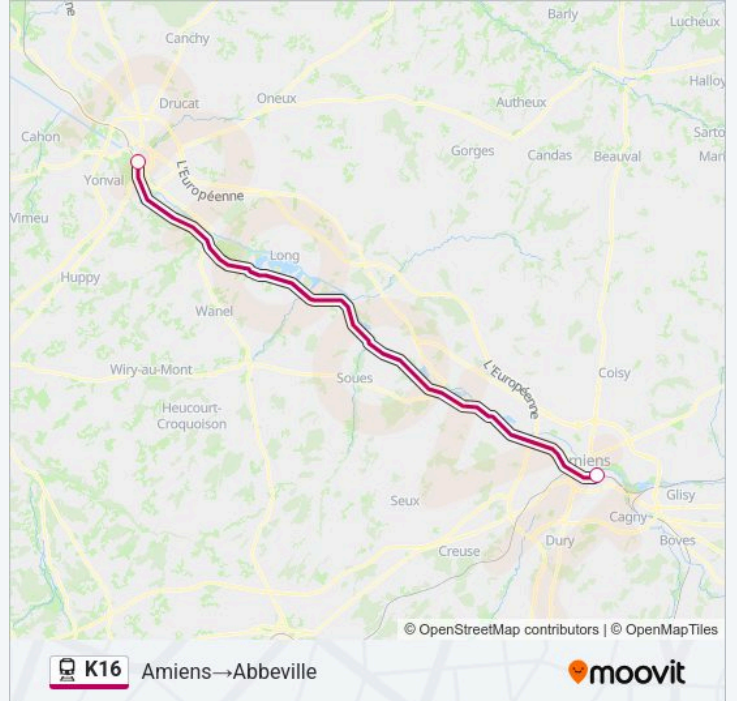 ne
Barly
Lucheux
Canchy
Halloy
Drucat
Oneux
Autheux
Cahon
Gorges
Candas
Beauval
Sarto
Mari
Yonval
L'Européenne
Vimeu
Long
Huppy
Wanel
Wiry-au-Mont
Soues
L'Européenne
Coisy
Heucourt-
Croquoison
miens
Glisy
Seux
Cagny
Creuse
Dury
Boves
© OpenStreetMap contributors | © OpenMapTiles
K16 Amiens→Abbeville
moovit